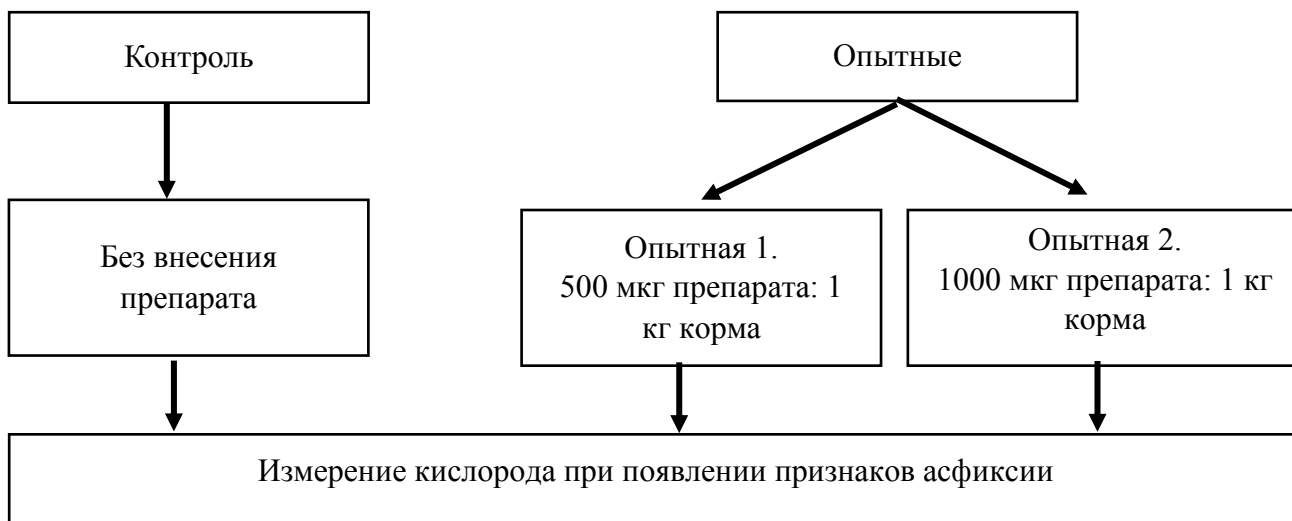 Контроль
Опытные
Без внесения
препарата
Опытная 1.
500 мкг препарата: 1
кг корма
Опытная 2.
1000 мкг препарата: 1 кг
корма
Измерение кислорода при появлении признаков асфиксии